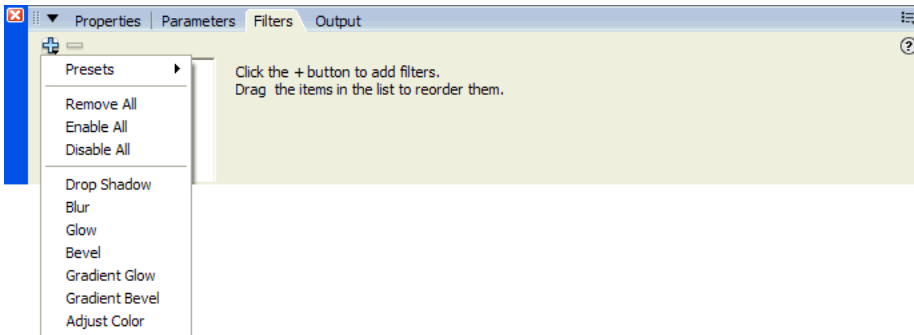 Properties Parameters Filters Output
Presets
Remove All
Enable All
Disable All
Drop Shadow
Blur
Glow
Bevel
Gradient Glow
Gradient Bevel
Adjust Color
Click the + button to add filters.
Drag the items in the list to reorder them.